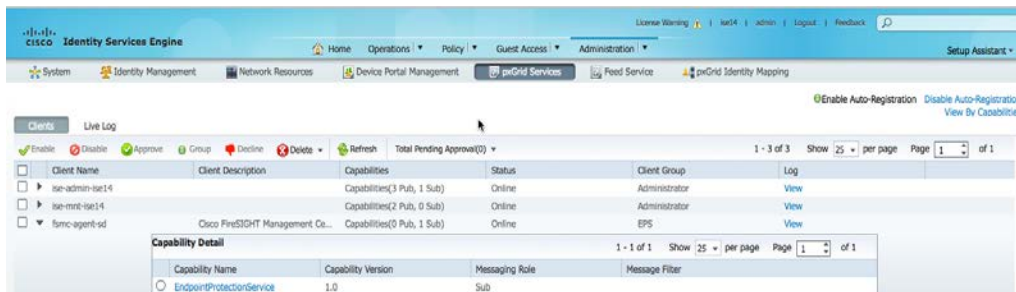 License Warning | ise14 | admin | Logout | Feedback
cisco Identity Services Engine
Home Operations Policy Guest Access Administration
Setup Assistant
System Identity Management Network Resources Device Portal Management pxGrid Services Feed Service pxGrid Identity Mapping
Enable Auto-Registration Disable Auto-Registratio
View By Capabilitie
Clients Live Log
Enable Disable Approve Group Decline Delete Refresh Total Pending Approval(0) 1 - 3 of 3 Show 25 per page Page 1 of 1
Client Name Client Description Capabilities Status Client Group Log
ise-admin-ise14 Capabilities(3 Pub, 1 Sub) Online Administrator View
ise-mnt-ise14 Capabilities(2 Pub, 0 Sub) Online Administrator View
fsmc-agent-sd Cisco FireSIGHT Management Ce... Capabilities(0 Pub, 1 Sub) Online EPS View
Capability Detail 1 - 1 of 1 Show 25 per page Page 1 of 1
Capability Name Capability Version Messaging Role Message Filter
EndpointProtectionService 1.0 Sub